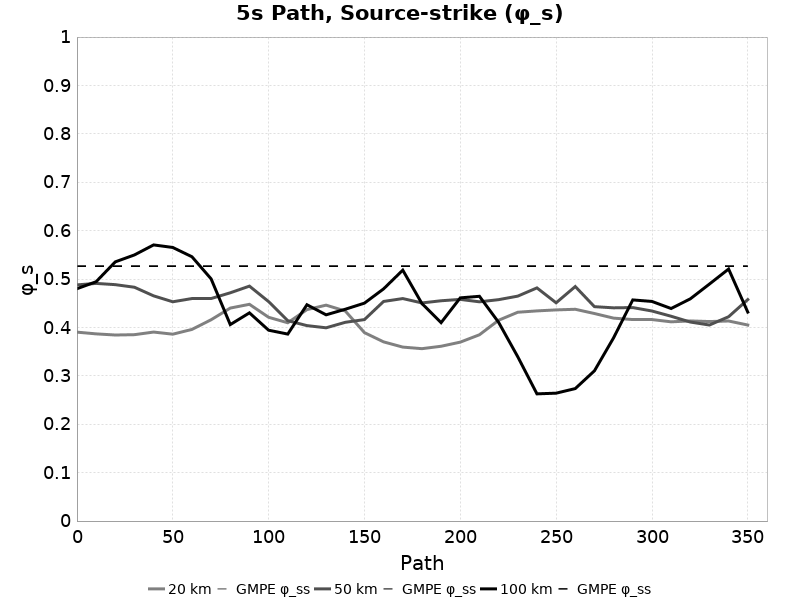 5s Path, Source-strike (φ_s)
φ_s
1
0.9
0.8
0.7
0.6
0.5
0.4
0.3
0.2
0.1
0
0 50 100 150 200 250 300 350
Path
20 km GMPE φ_ss 50 km GMPE φ_ss 100 km GMPE φ_ss